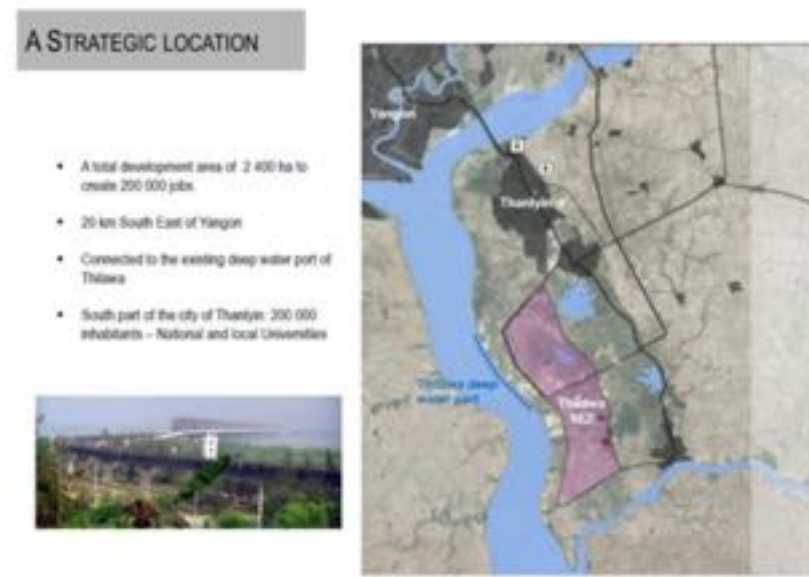 A STRATEGIC LOCATION
A total development area of 2 400 ha to
create 200 000 jobs.
20 km South East of Yangon
Connected to the existing deep water port of
Thilawa
South part of the city of Thanlyin: 200 000
inhabitants – National and local Universities
Yangon
Thanlyin
Thilawa deep
water port
Thilawa
SEZ